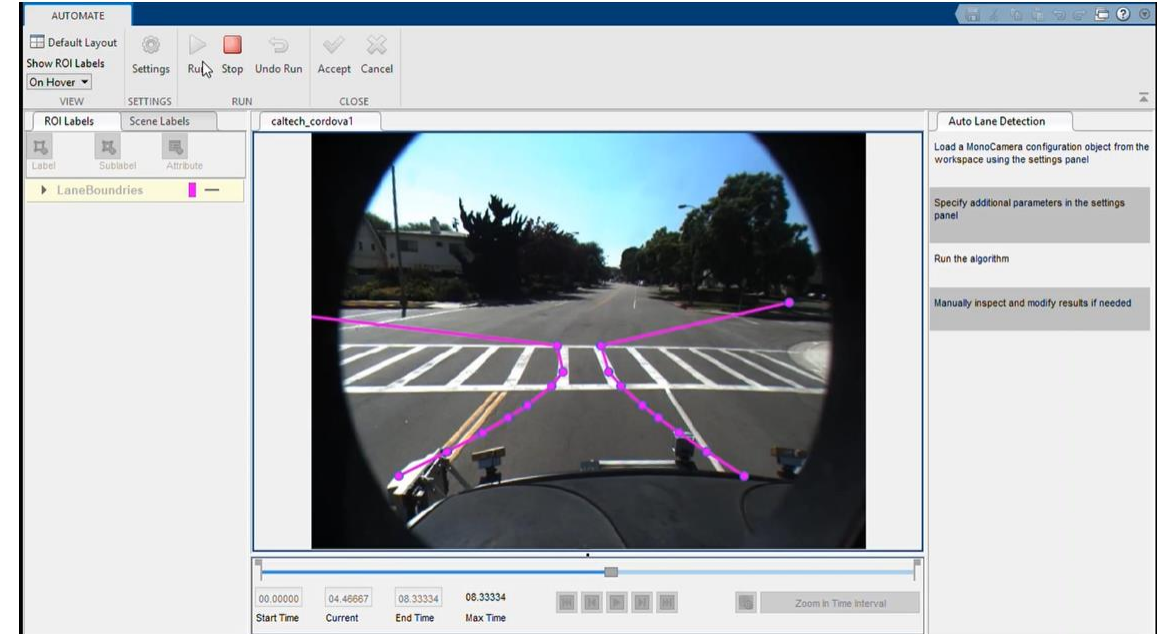 AUTOMATE
Default Layout
Show ROI Labels
On Hover
VIEW
Settings
SETTINGS
Run
Stop
Undo Run
RUN
Accept
Cancel
CLOSE
ROI Labels
Scene Labels
Label
Sublabel
Attribute
LaneBoundries
caltech_cordova1
00.00000
04.46667
08.33334
08.33334
Start Time
Current
End Time
Max Time
Zoom In Time Interval
Auto Lane Detection
Load a MonoCamera configuration object from the
workspace using the settings panel
Specify additional parameters in the settings
panel
Run the algorithm
Manually inspect and modify results if needed